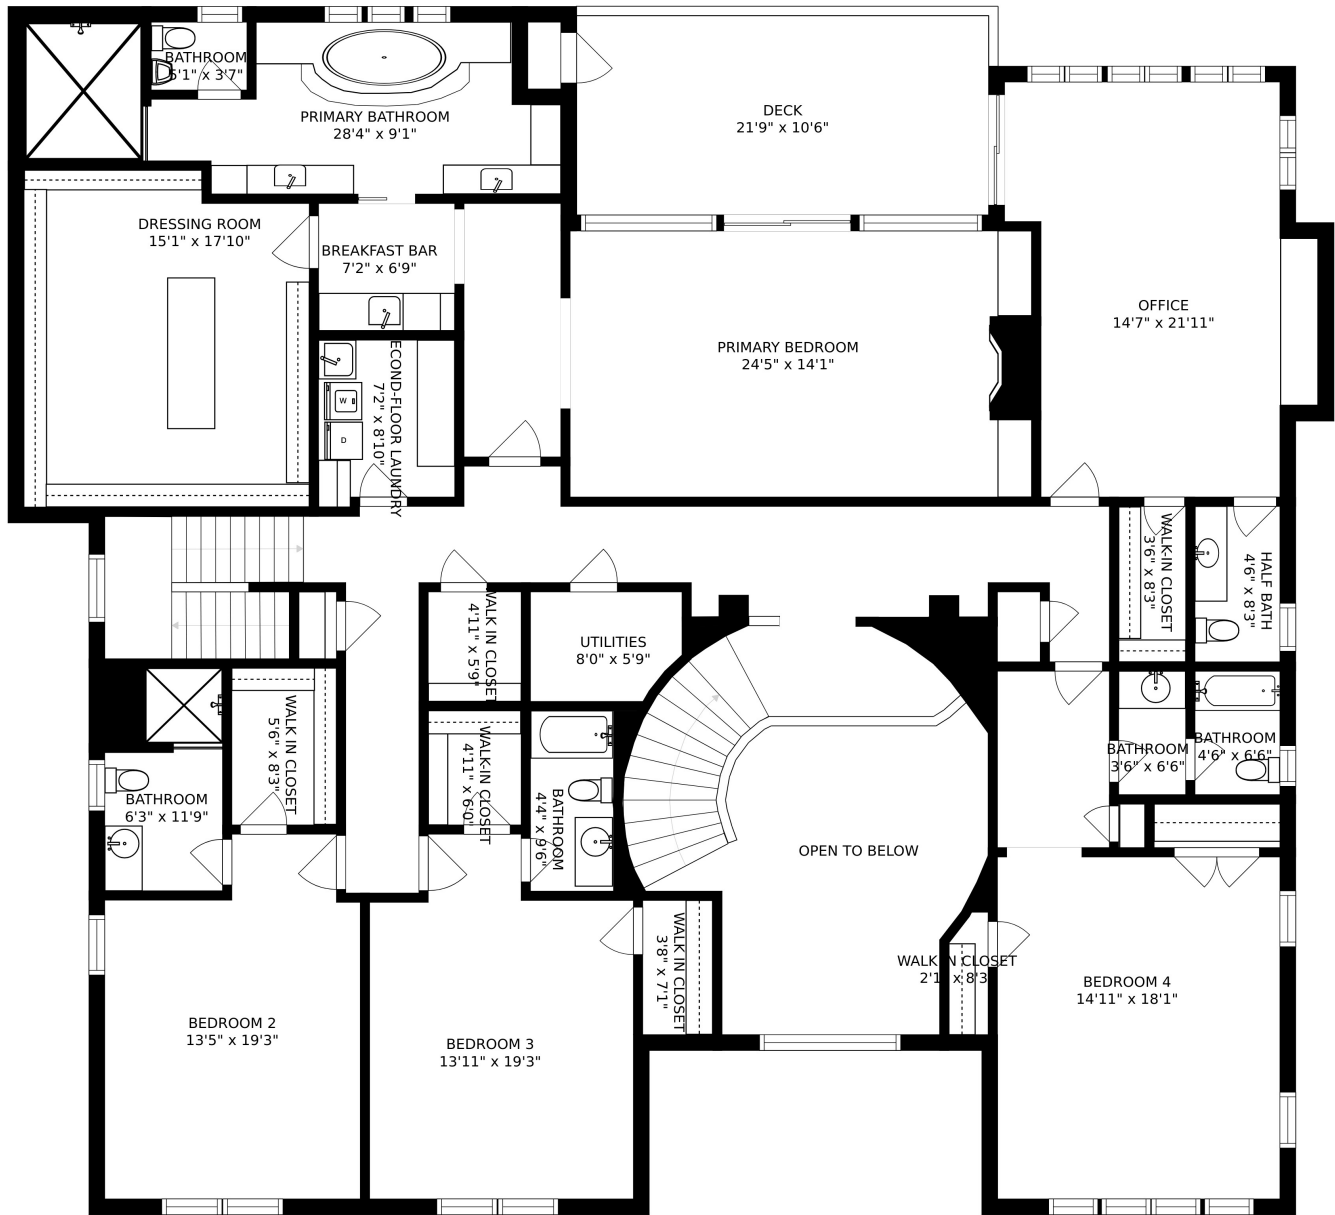 BATHROOM
5'1" x 3'7"
PRIMARY BATHROOM
28'4" x 9'1"
DECK
21'9" x 10'6"
DRESSING ROOM
15'1" x 17'10"
BREAKFAST BAR
7'2" x 6'9"
OFFICE
14'7" x 21'11"
PRIMARY BEDROOM
24'5" x 14'1"
ECOND-FLOOR LAUNDRY
7'2" x 8'10"
W
D
WALK-IN CLOSET
3'6" x 8'3"
HALF BATH
4'6" x 8'3"
WALK IN CLOSET
4'11" x 5'9"
UTILITIES
8'0" x 5'9"
WALK IN CLOSET
5'6" x 8'3"
WALK-IN CLOSET
4'11" x 6'0"
BATHROOM
4'4" x 9'6"
BATHROOM
6'3" x 11'9"
BATHROOM
3'6" x 6'6"
BATHROOM
4'6" x 6'6"
OPEN TO BELOW
WALK IN CLOSET
3'8" x 7'1"
WALK IN CLOSET
2'1" x 8'3"
BEDROOM 4
14'11" x 18'1"
BEDROOM 2
13'5" x 19'3"
BEDROOM 3
13'11" x 19'3"